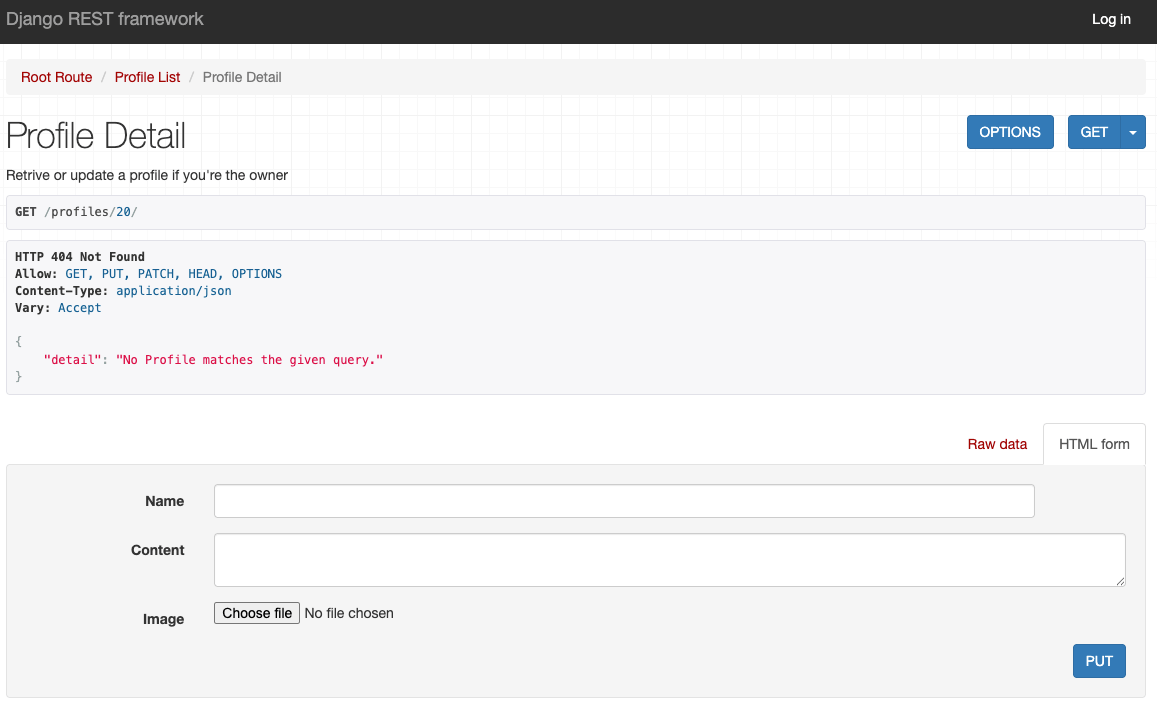 Django REST framework Log in
Root Route / Profile List / Profile Detail
Profile Detail OPTIONS GET
Retrive or update a profile if you're the owner
GET /profiles/20/
HTTP 404 Not Found
Allow: GET, PUT, PATCH, HEAD, OPTIONS
Content-Type: application/json
Vary: Accept
{
"detail": "No Profile matches the given query."
}
Raw data HTML form
Name
Content
Image Choose file No file chosen
PUT